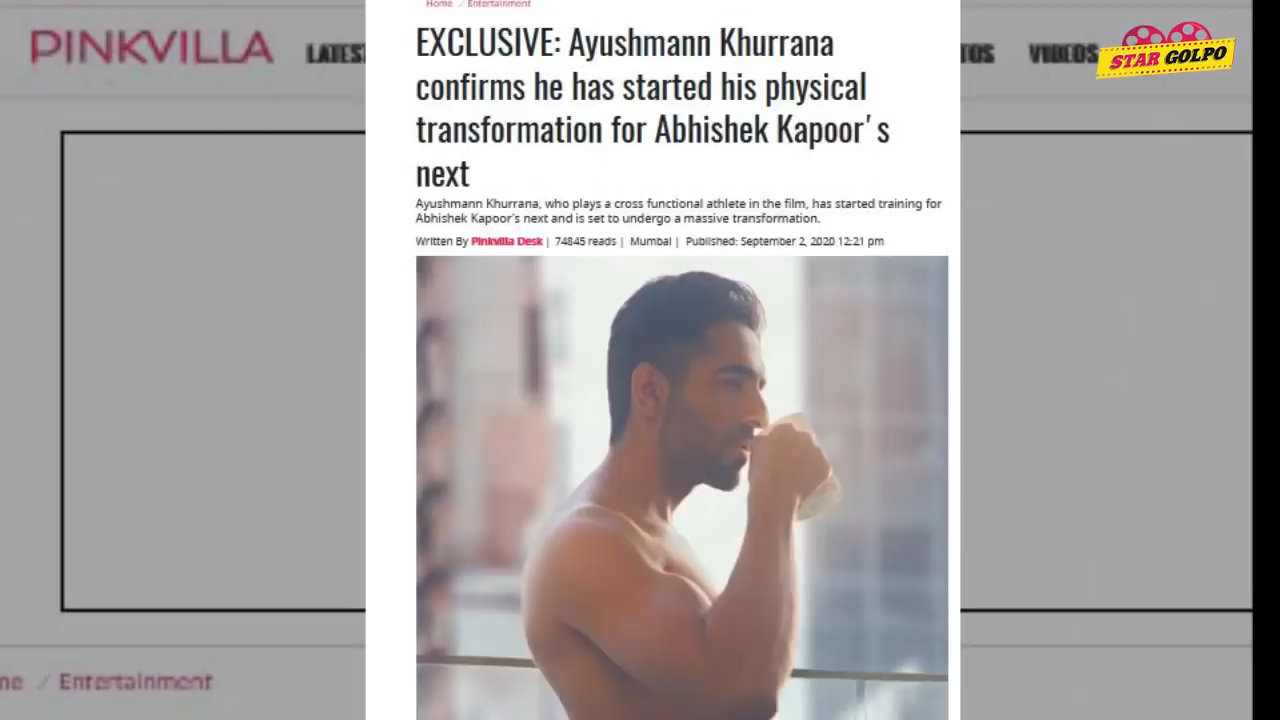 Home / Entertainment
PINKVILLA
LATES
TOS VIDEOS
STAR GOLPO
EXCLUSIVE: Ayushmann Khurrana
confirms he has started his physical
transformation for Abhishek Kapoor's
next
Ayushmann Khurrana, who plays a cross functional athlete in the film, has started training for
Abhishek Kapoor's next and is set to undergo a massive transformation.
Written By Pinkvilla Desk | 74845 reads | Mumbai | Published: September 2, 2020 12:21 pm
me / Entertainment